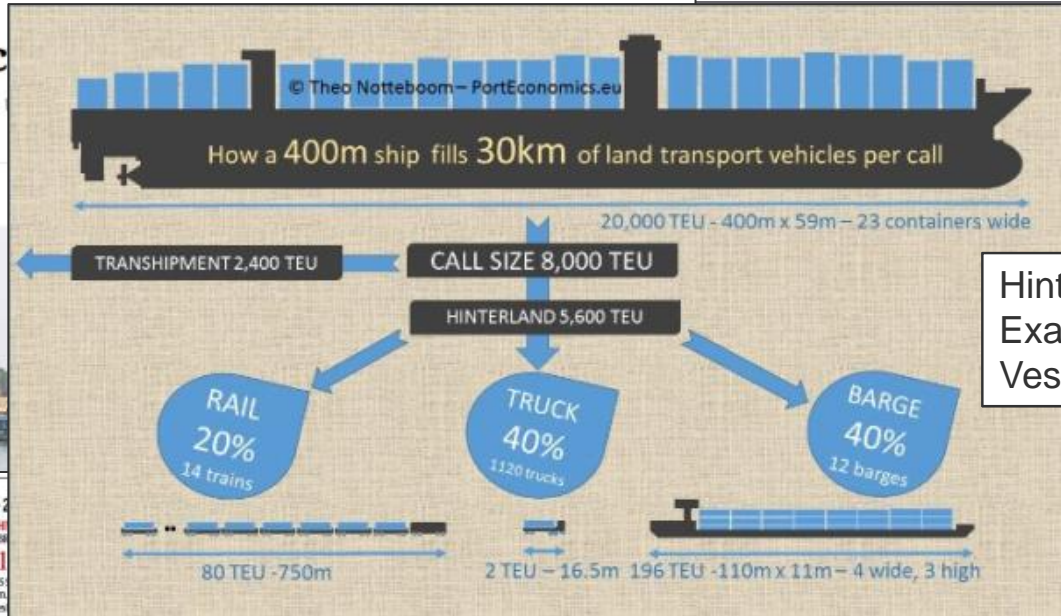 © Theo Notteboom – PortEconomics.eu
How a 400m ship fills 30km of land transport vehicles per call
20,000 TEU - 400m x 59m – 23 containers wide
TRANSHIPMENT 2,400 TEU
CALL SIZE 8,000 TEU
HINTERLAND 5,600 TEU
RAIL
20%
14 trains
TRUCK
40%
1120 trucks
BARGE
40%
12 barges
80 TEU -750m
2 TEU – 16.5m
196 TEU -110m x 11m – 4 wide, 3 high